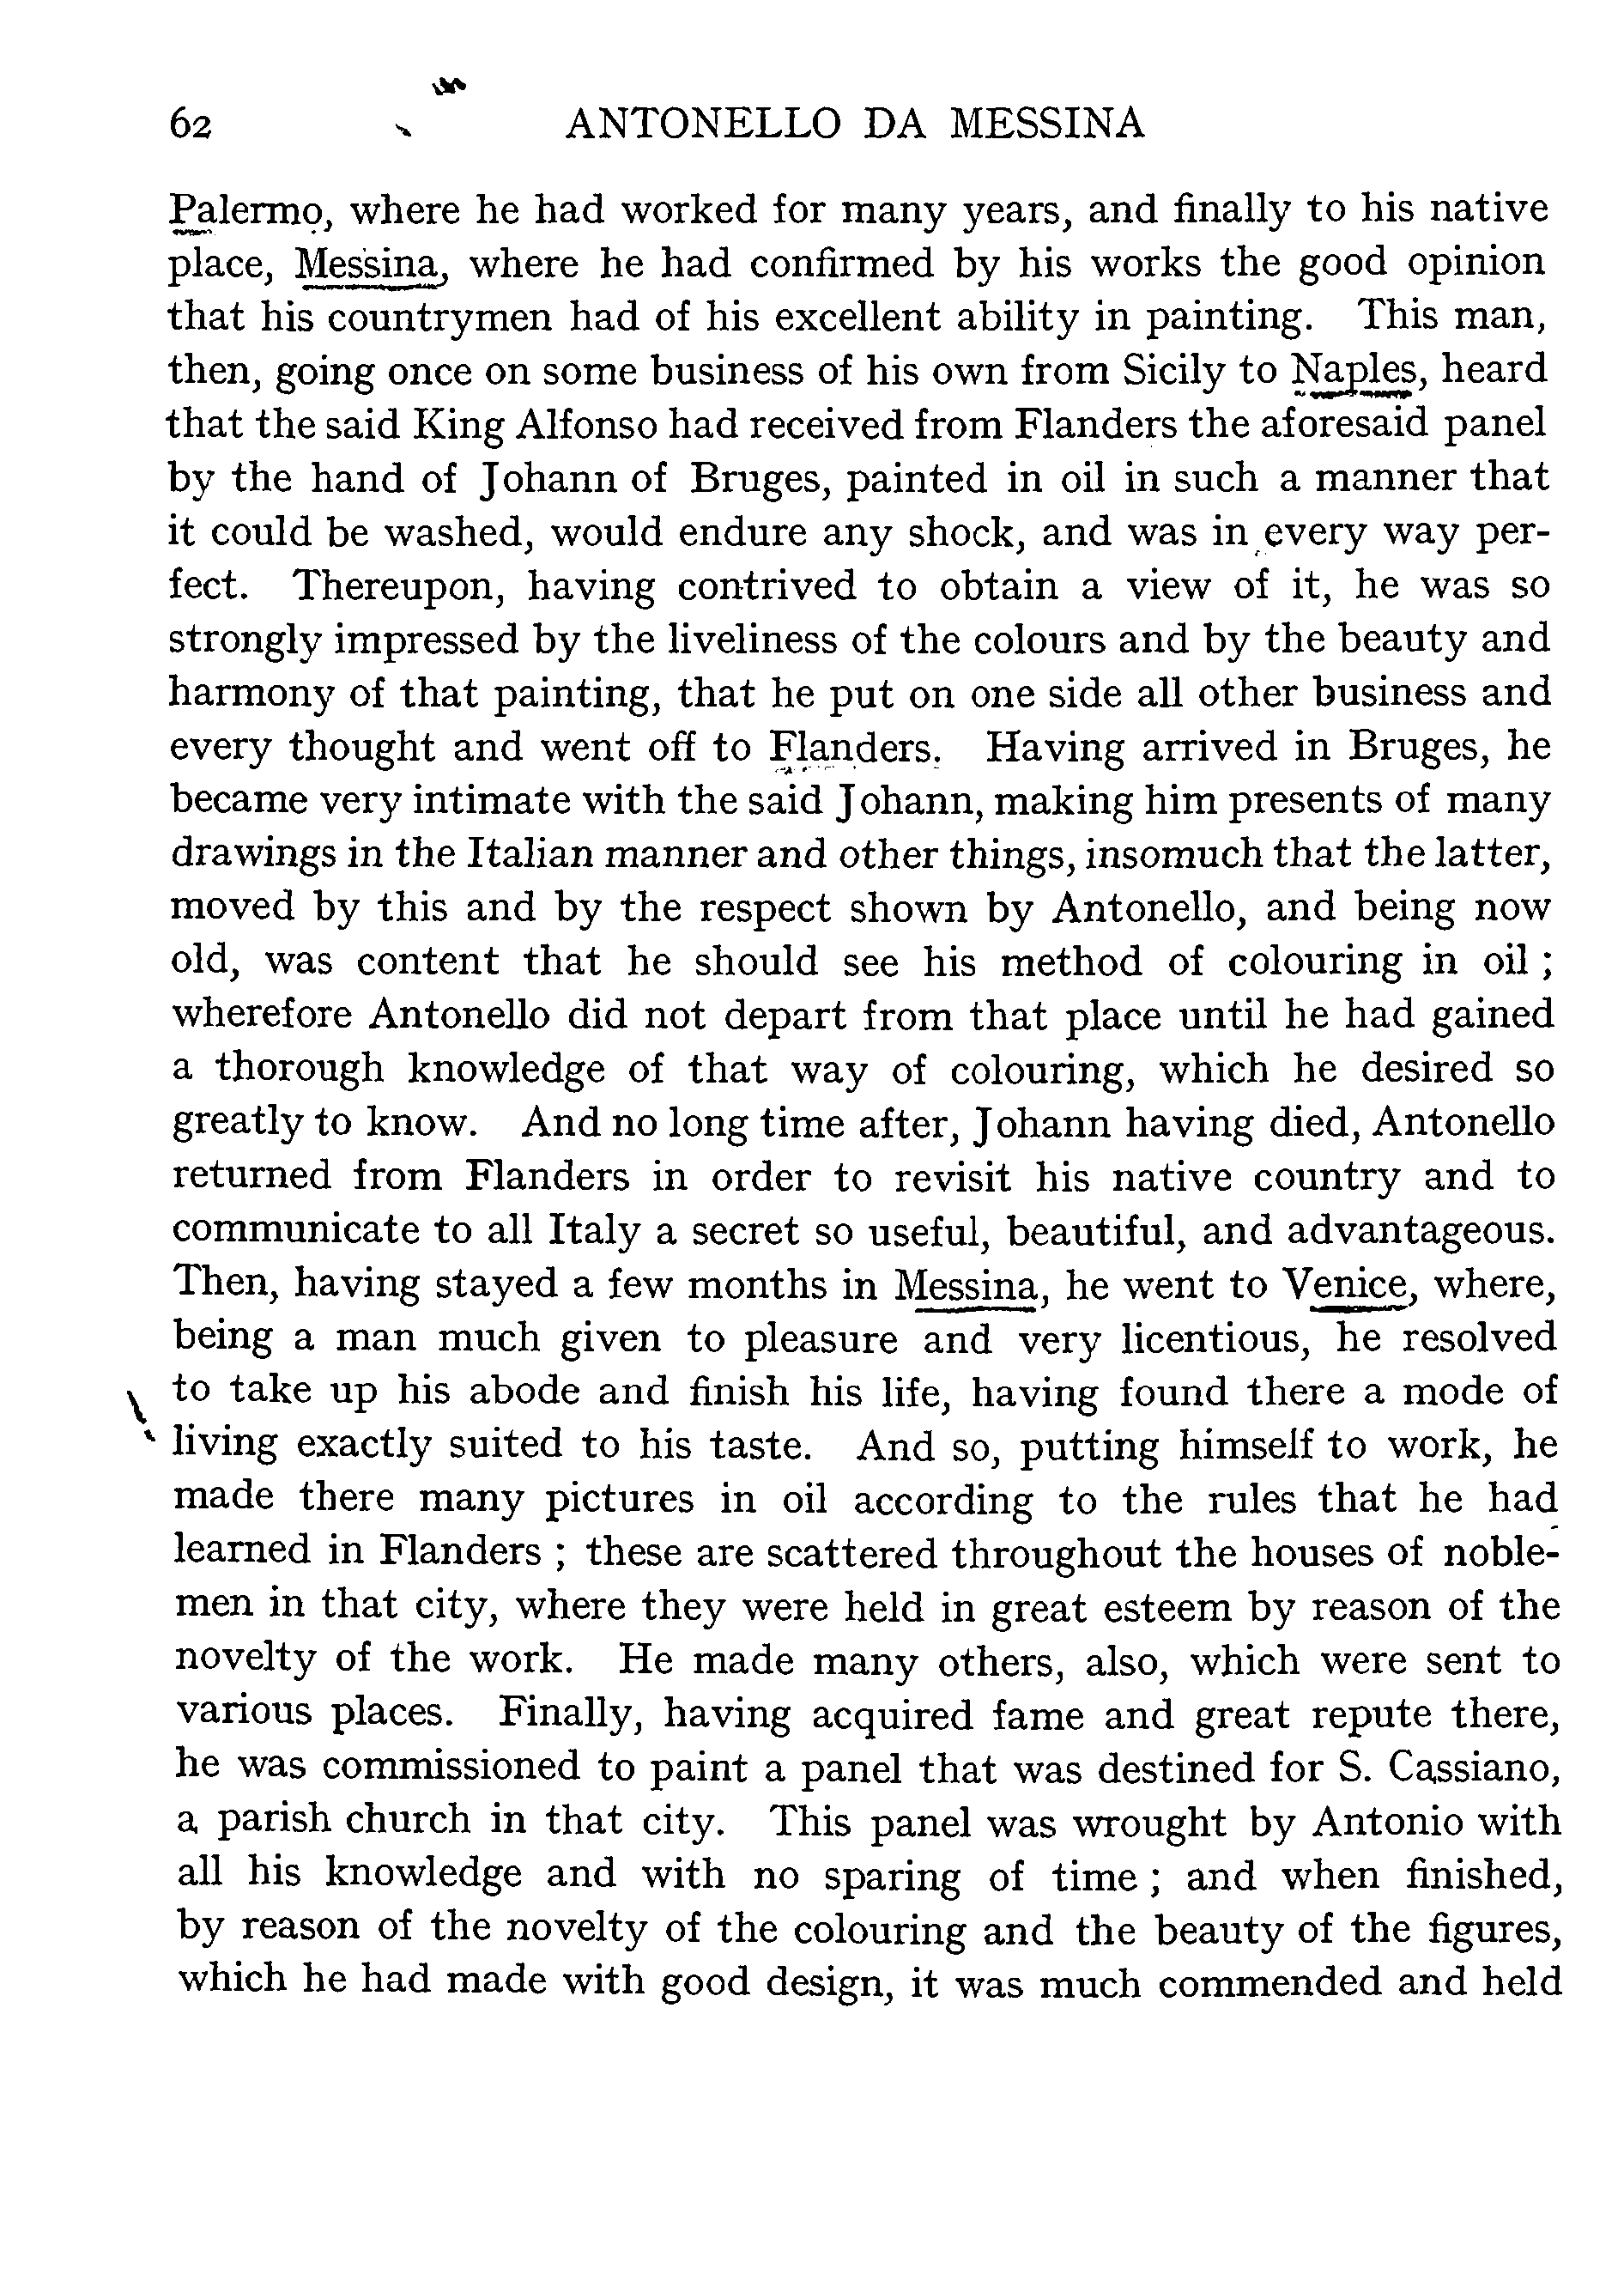 62 ANTONELLO DA MESSINA
Palermo, where he had worked for many years, and finally to his native
place, Messina, where he had confirmed by his works the good opinion
that his countrymen had of his excellent ability in painting. This man,
then, going once on some business of his own from Sicily to Naples, heard
that the said King Alfonso had received from Flanders the aforesaid panel
by the hand of Johann of Bruges, painted in oil in such a manner that
it could be washed, would endure any shock, and was in every way per-
fect. Thereupon, having contrived to obtain a view of it, he was so
strongly impressed by the liveliness of the colours and by the beauty and
harmony of that painting, that he put on one side all other business and
every thought and went off to Flanders. Having arrived in Bruges, he
became very intimate with the said Johann, making him presents of many
drawings in the Italian manner and other things, insomuch that the latter,
moved by this and by the respect shown by Antonello, and being now
old, was content that he should see his method of colouring in oil ;
wherefore Antonello did not depart from that place until he had gained
a thorough knowledge of that way of colouring, which he desired so
greatly to know. And no long time after, Johann having died, Antonello
returned from Flanders in order to revisit his native country and to
communicate to all Italy a secret so useful, beautiful, and advantageous.
Then, having stayed a few months in Messina, he went to Venice, where,
being a man much given to pleasure and very licentious, he resolved
to take up his abode and finish his life, having found there a mode of
living exactly suited to his taste. And so, putting himself to work, he
made there many pictures in oil according to the rules that he had
learned in Flanders ; these are scattered throughout the houses of noble-
men in that city, where they were held in great esteem by reason of the
novelty of the work. He made many others, also, which were sent to
various places. Finally, having acquired fame and great repute there,
he was commissioned to paint a panel that was destined for S. Cassiano,
a parish church in that city. This panel was wrought by Antonio with
all his knowledge and with no sparing of time ; and when finished,
by reason of the novelty of the colouring and the beauty of the figures,
which he had made with good design, it was much commended and held